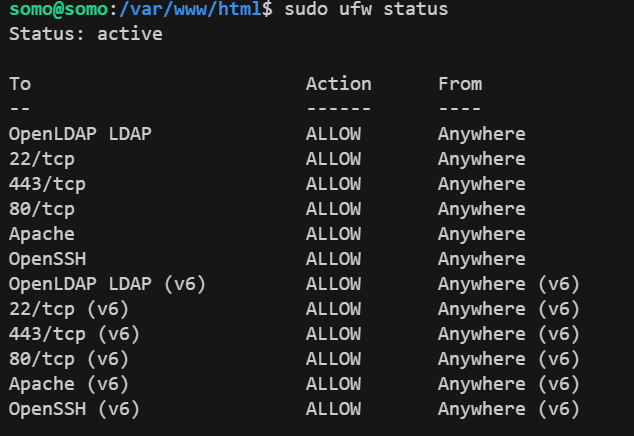 somo@somo:/var/www/html$ sudo ufw status
Status: active
To Action From
-- ------ ----
OpenLDAP LDAP ALLOW Anywhere
22/tcp ALLOW Anywhere
443/tcp ALLOW Anywhere
80/tcp ALLOW Anywhere
Apache ALLOW Anywhere
OpenSSH ALLOW Anywhere
OpenLDAP LDAP (v6) ALLOW Anywhere (v6)
22/tcp (v6) ALLOW Anywhere (v6)
443/tcp (v6) ALLOW Anywhere (v6)
80/tcp (v6) ALLOW Anywhere (v6)
Apache (v6) ALLOW Anywhere (v6)
OpenSSH (v6) ALLOW Anywhere (v6)